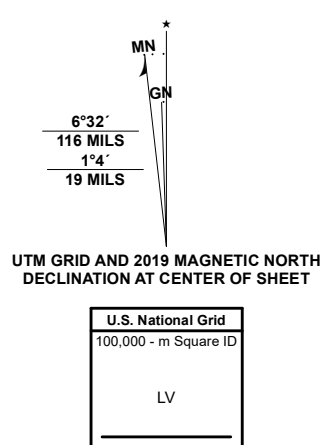 ★
MN
GN
6°32´
116 MILS
1°4´
19 MILS
UTM GRID AND 2019 MAGNETIC NORTH
DECLINATION AT CENTER OF SHEET
U.S. National Grid
100,000 - m Square ID
LV